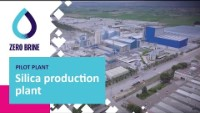 ZERO BRINE
PILOT PLANT
Silica production
plant